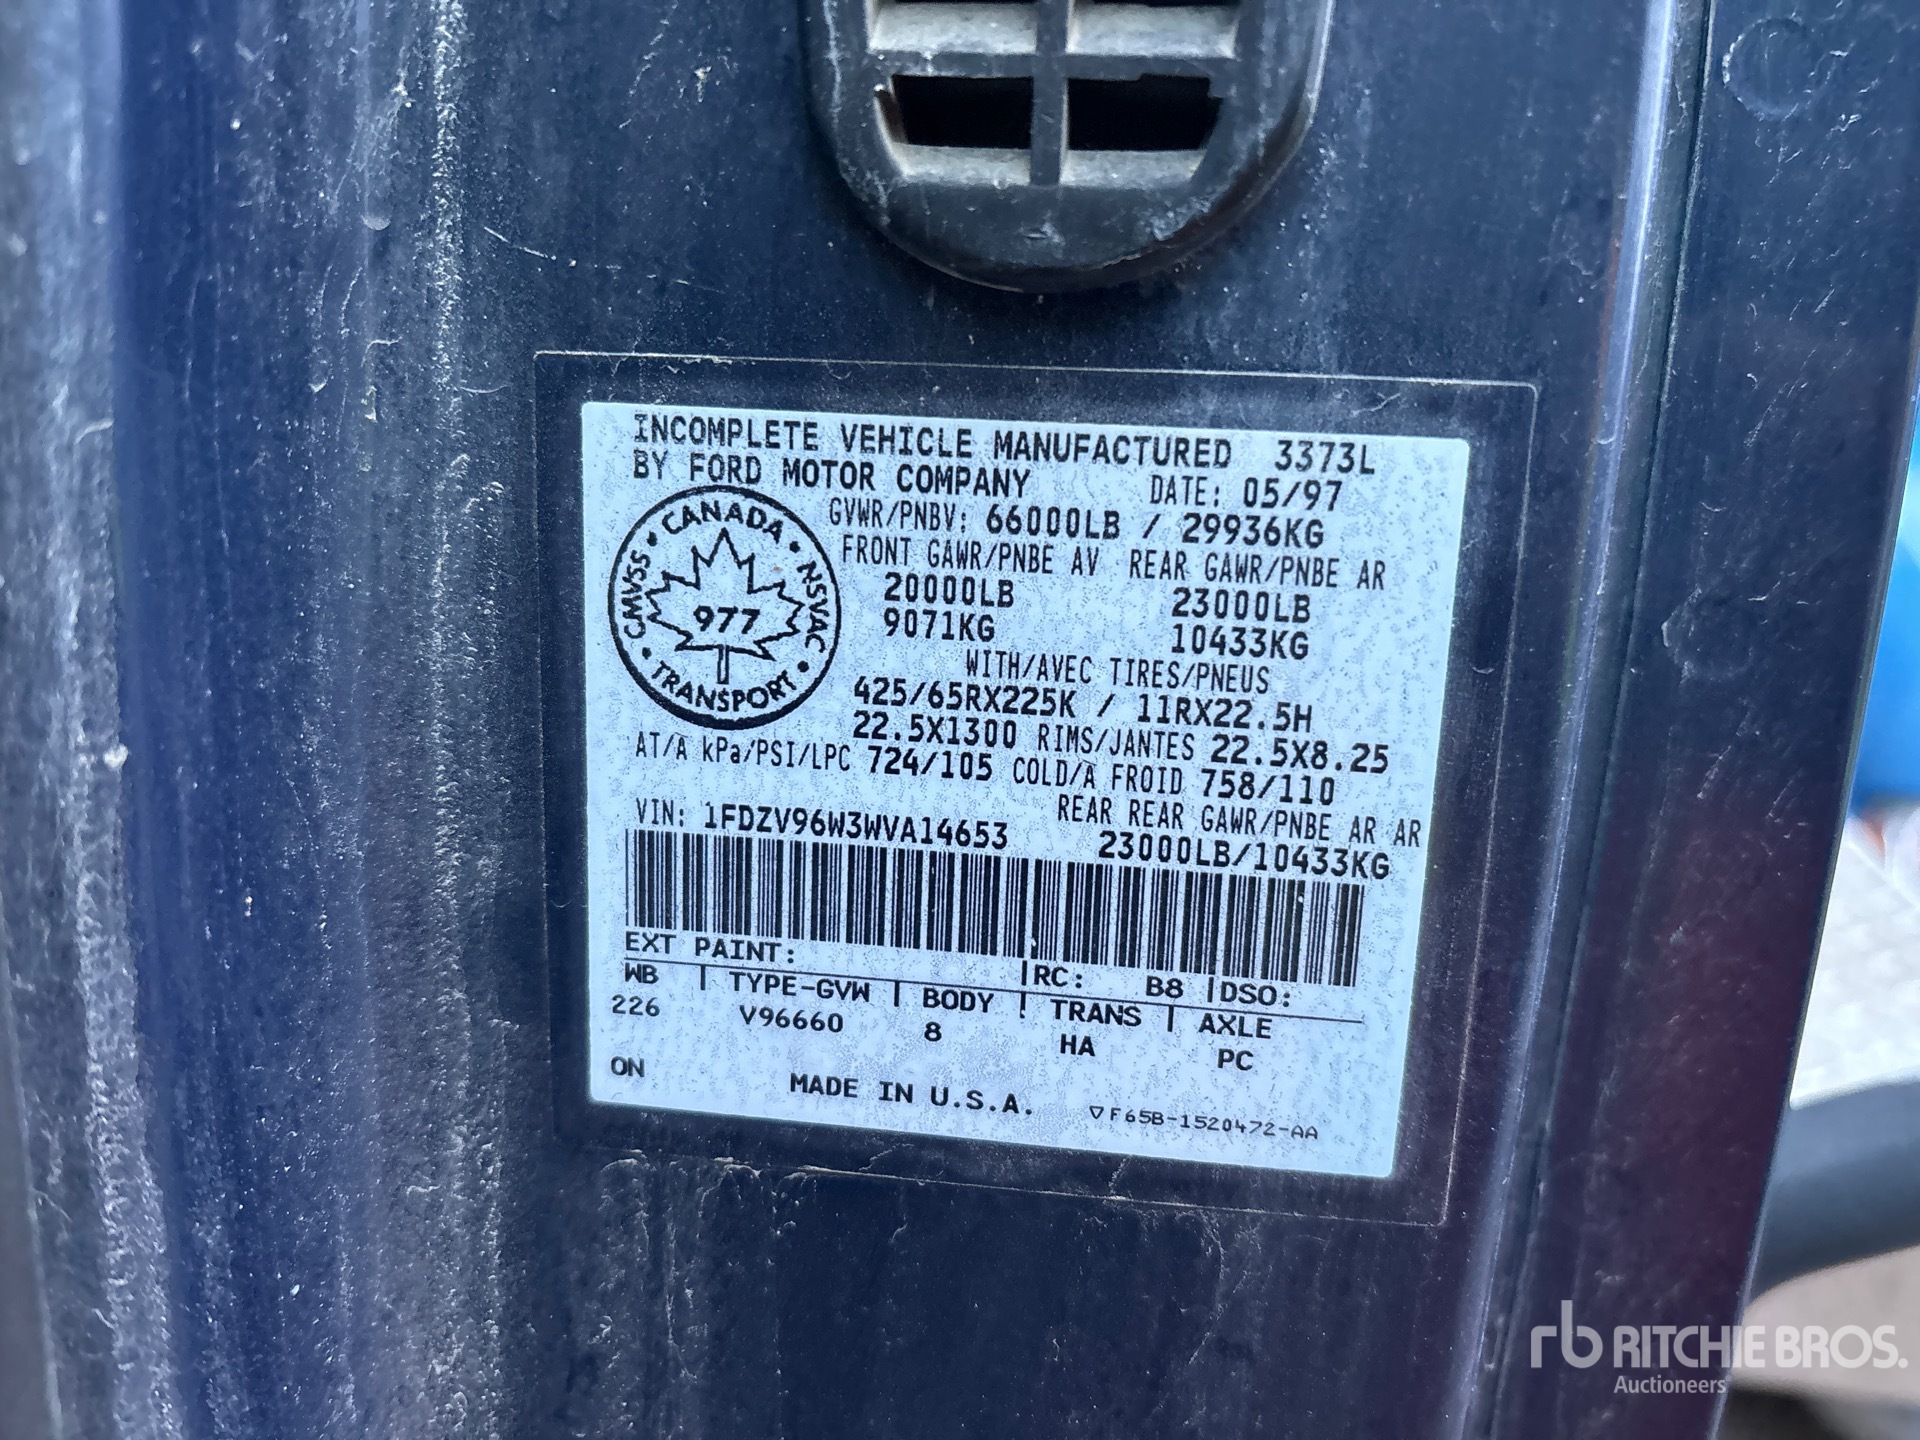 INCOMPLETE VEHICLE MANUFACTURED 3373L
BY FORD MOTOR COMPANY DATE: 05/97
GVWR/PNBV: 66000LB / 29936KG
FRONT GAWR/PNBE AV REAR GAWR/PNBE AR
20000LB 23000LB
9071KG 10433KG
WITH/AVEC TIRES/PNEUS
425/65RX225K / 11RX22.5H
22.5X1300 RIMS/JANTES 22.5X8.25
AT/A kPa/PSI/LPC 724/105 COLD/A FROID 758/110
REAR REAR GAWR/PNBE AR AR
VIN: 1FDZV96W3WVA14653 23000LB/10433KG
CANADA • NSVAC • TRANSPORT • CMVSS •
977
EXT PAINT: RC: B8 DSO:
WB TYPE-GVW BODY TRANS AXLE
226 V96660 8 HA PC
ON MADE IN U.S.A. ▽F65B-1520472-AA
rb RITCHIE BROS.
Auctioneers